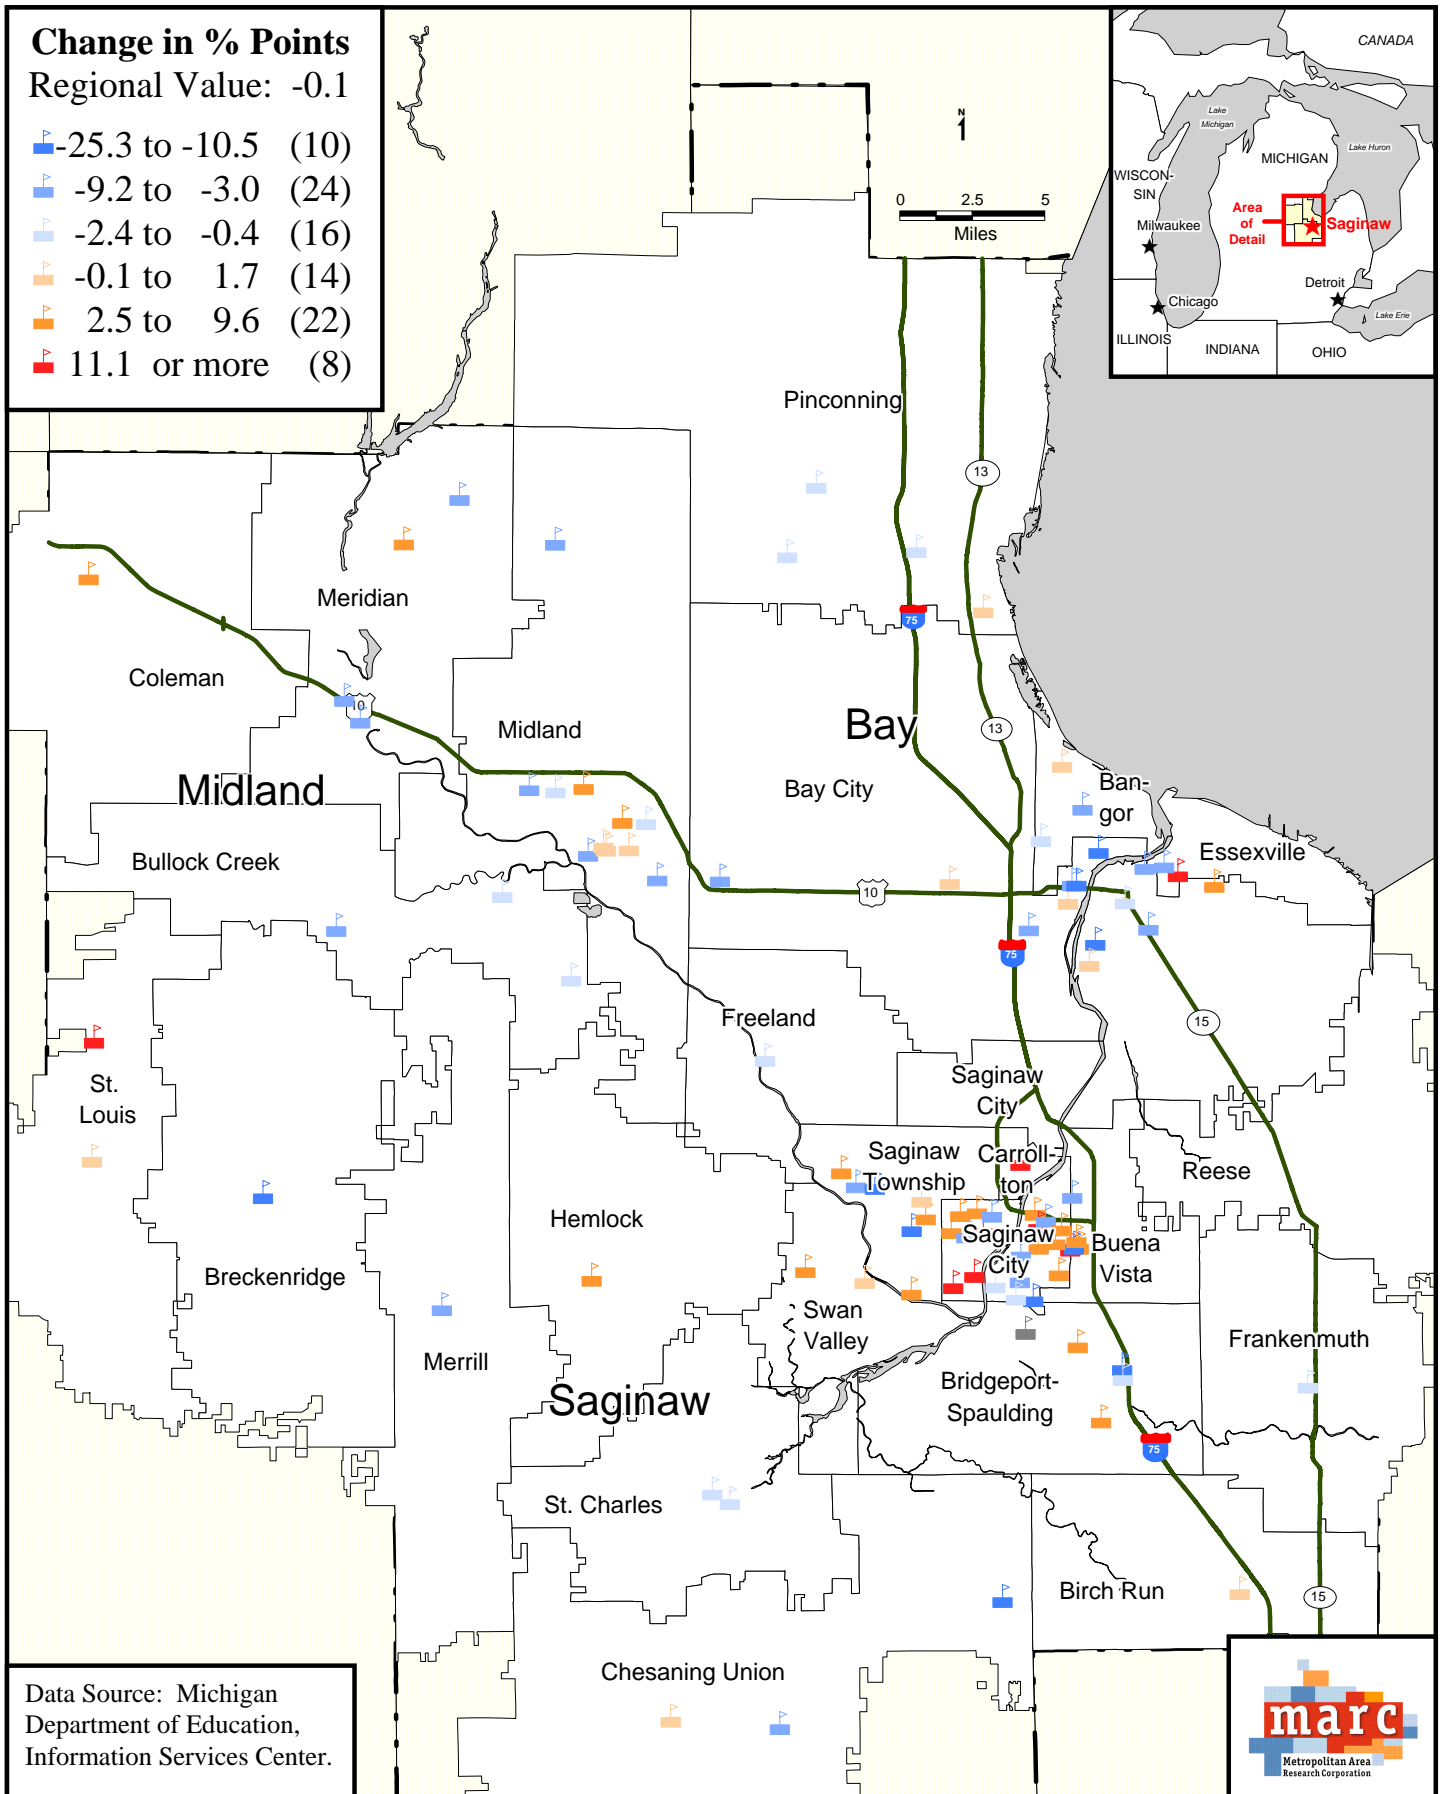 Change in % Points
Regional Value: -0.1
-25.3 to -10.5 (10)
-9.2 to -3.0 (24)
-2.4 to -0.4 (16)
-0.1 to 1.7 (14)
2.5 to 9.6 (22)
11.1 or more (8)
N
0 2.5 5
Miles
CANADA
Lake
Michigan
Lake Huron
MICHIGAN
WISCON-
SIN
Area
of
Detail
Saginaw
Milwaukee
Detroit
Chicago
Lake Erie
ILLINOIS
INDIANA
OHIO
Pinconning
13
75
Meridian
Coleman
10
Midland
Bay
13
Midland
Bay City
Ban-
gor
Bullock Creek
Essexville
10
75
Freeland
15
St.
Louis
Saginaw
City
Saginaw
Township
Carroll-
ton
Reese
Hemlock
Saginaw
City
Buena
Vista
Breckenridge
Swan
Valley
Frankenmuth
Merrill
Saginaw
Bridgeport-
Spaulding
75
St. Charles
Birch Run
15
Chesaning Union
Data Source: Michigan
Department of Education,
Information Services Center.
marc
Metropolitan Area
Research Corporation